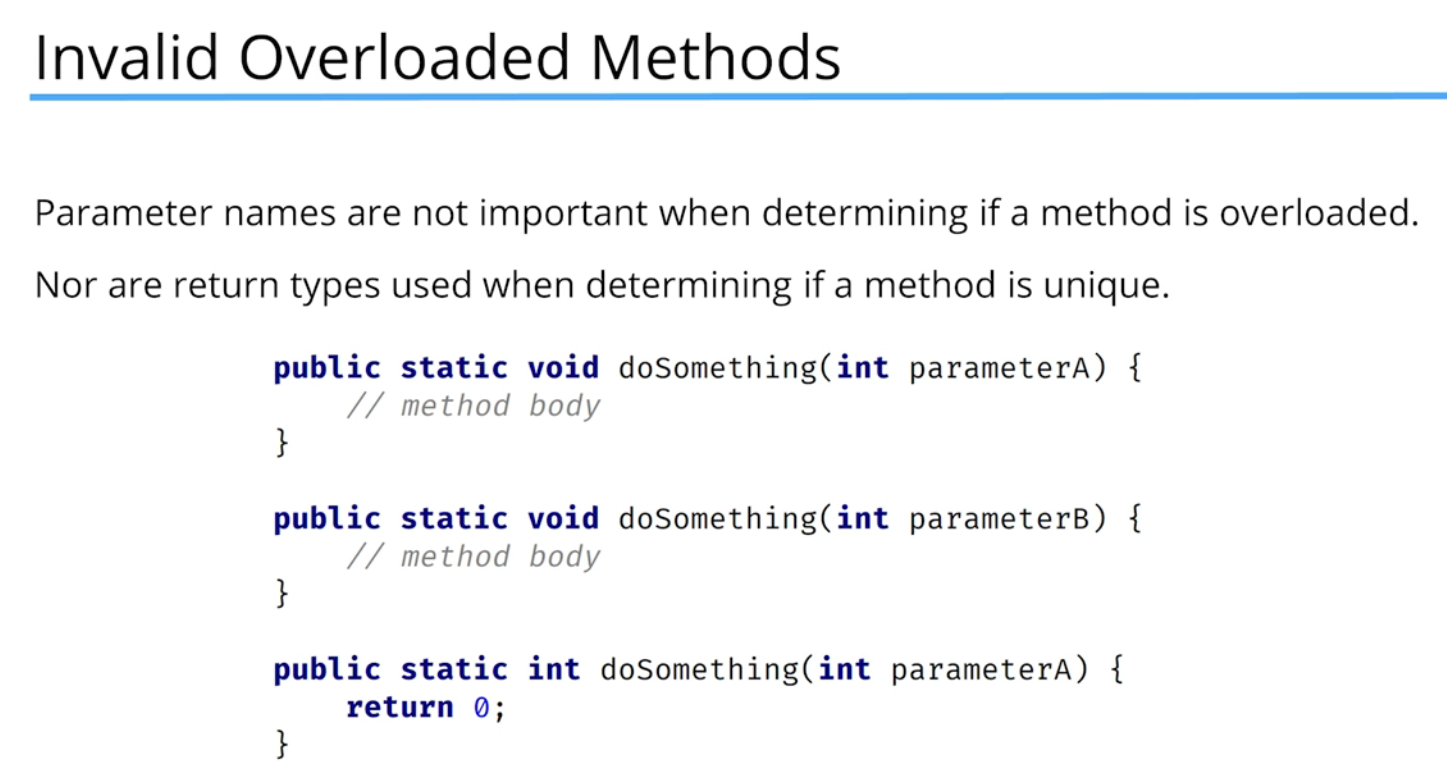 Invalid Overloaded Methods
Parameter names are not important when determining if a method is overloaded.
Nor are return types used when determining if a method is unique.
public static void doSomething(int parameterA) {
    // method body
}
public static void doSomething(int parameterB) {
    // method body
}
public static int doSomething(int parameterA) {
    return 0;
}